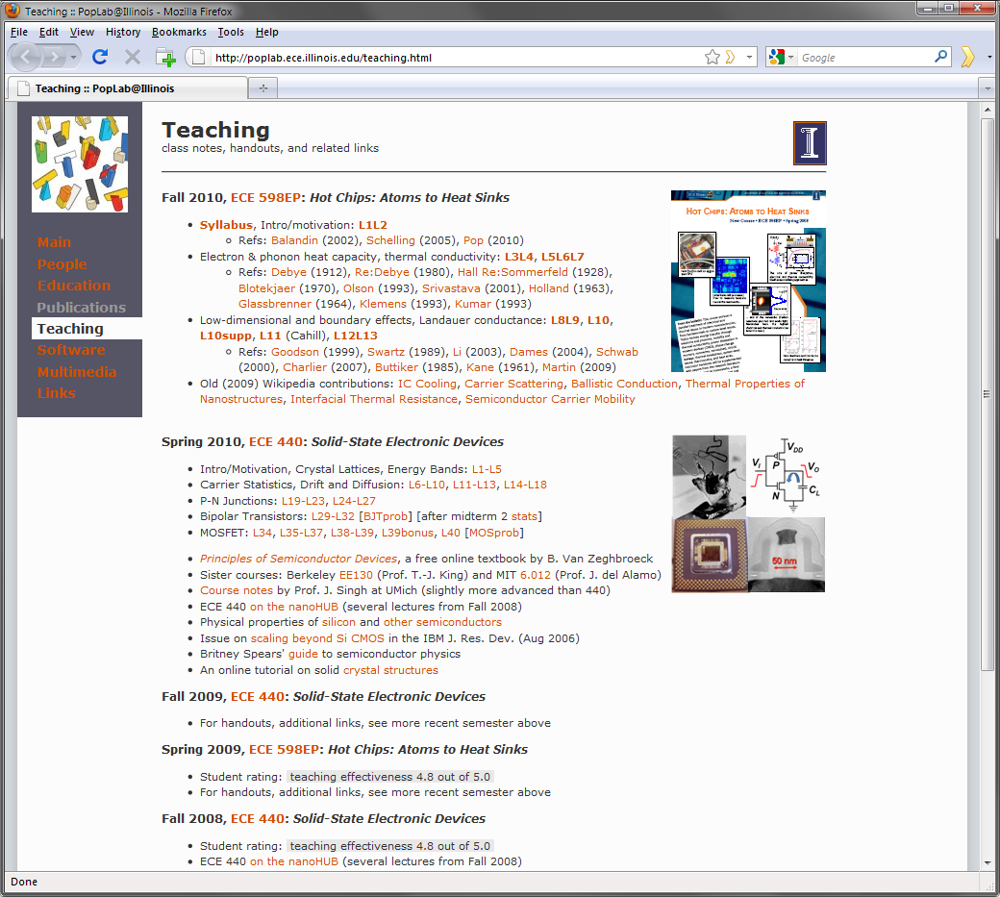 Teaching :: PopLab@Illinois - Mozilla Firefox
File Edit View History Bookmarks Tools Help
http://poplab.ece.illinois.edu/teaching.html
Google
Teaching :: PopLab@Illinois
Main
People
Education
Publications
Teaching
Software
Multimedia
Links
Teaching
class notes, handouts, and related links
I
Fall 2010, ECE 598EP: Hot Chips: Atoms to Heat Sinks
• Syllabus, Intro/motivation: L1L2
Refs: Balandin (2002), Schelling (2005), Pop (2010)
• Electron & phonon heat capacity, thermal conductivity: L3L4, L5L6L7
Refs: Debye (1912), Re:Debye (1980), Hall Re:Sommerfeld (1928),
Blotekjaer (1970), Olson (1993), Srivastava (2001), Holland (1963),
Glassbrenner (1964), Klemens (1993), Kumar (1993)
• Low-dimensional and boundary effects, Landauer conductance: L8L9, L10,
L10supp, L11 (Cahill), L12L13
Refs: Goodson (1999), Swartz (1989), Li (2003), Dames (2004), Schwab
(2000), Charlier (2007), Buttiker (1985), Kane (1961), Martin (2009)
• Old (2009) Wikipedia contributions: IC Cooling, Carrier Scattering, Ballistic Conduction, Thermal Properties of
Nanostructures, Interfacial Thermal Resistance, Semiconductor Carrier Mobility
HOT CHIPS: ATOMS TO HEAT SINKS
Spring 2010, ECE 440: Solid-State Electronic Devices
• Intro/Motivation, Crystal Lattices, Energy Bands: L1-L5
• Carrier Statistics, Drift and Diffusion: L6-L10, L11-L13, L14-L18
• P-N Junctions: L19-L23, L24-L27
• Bipolar Transistors: L29-L32 [BJTprob] [after midterm 2 stats]
• MOSFET: L34, L35-L37, L38-L39, L39bonus, L40 [MOSprob]
• Principles of Semiconductor Devices, a free online textbook by B. Van Zeghbroeck
• Sister courses: Berkeley EE130 (Prof. T.-J. King) and MIT 6.012 (Prof. J. del Alamo)
• Course notes by Prof. J. Singh at UMich (slightly more advanced than 440)
• ECE 440 on the nanoHUB (several lectures from Fall 2008)
• Physical properties of silicon and other semiconductors
• Issue on scaling beyond Si CMOS in the IBM J. Res. Dev. (Aug 2006)
• Britney Spears' guide to semiconductor physics
• An online tutorial on solid crystal structures
VDD
VI
P
VO
N
CL
50 nm
Fall 2009, ECE 440: Solid-State Electronic Devices
• For handouts, additional links, see more recent semester above
Spring 2009, ECE 598EP: Hot Chips: Atoms to Heat Sinks
• Student rating: teaching effectiveness 4.8 out of 5.0
• For handouts, additional links, see more recent semester above
Fall 2008, ECE 440: Solid-State Electronic Devices
• Student rating: teaching effectiveness 4.8 out of 5.0
• ECE 440 on the nanoHUB (several lectures from Fall 2008)
Done